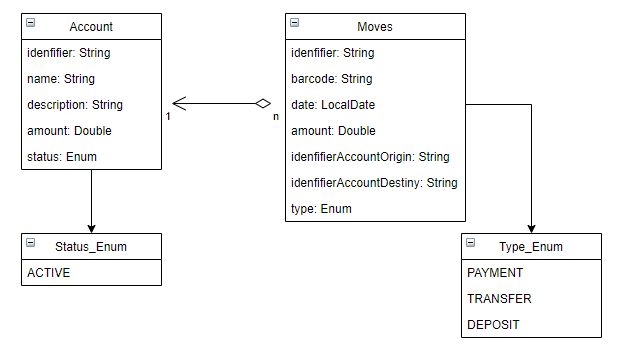 Account
idenfifier: String
name: String
description: String
amount: Double
status: Enum
1
n
Moves
idenfifier: String
barcode: String
date: LocalDate
amount: Double
idenfifierAccountOrigin: String
idenfifierAccountDestiny: String
type: Enum
Status_Enum
ACTIVE
Type_Enum
PAYMENT
TRANSFER
DEPOSIT